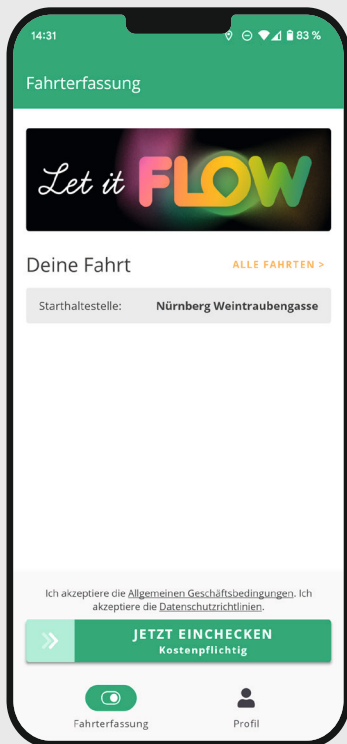 14:31 83 %
Fahrterfassung
Let it FLOW
Deine Fahrt ALLE FAHRTEN >
Starthaltestelle: Nürnberg Weintraubengasse
Ich akzeptiere die Allgemeinen Geschäftsbedingungen. Ich
akzeptiere die Datenschutzrichtlinien.
JETZT EINCHECKEN
Kostenpflichtig
Fahrterfassung Profil